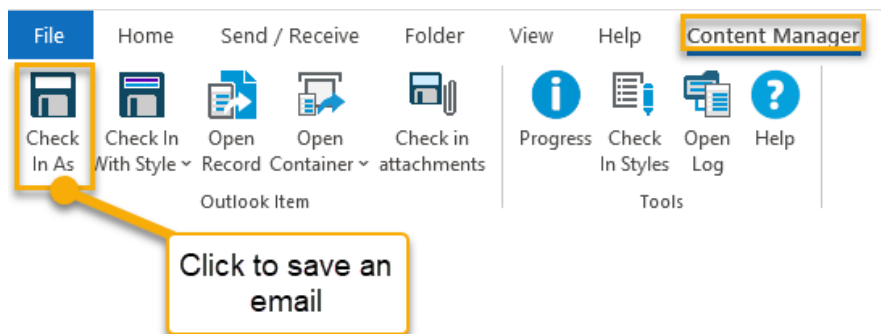 File Home Send / Receive Folder View Help Content Manager
Check Check In Open Open Check in Progress Check Open Help
In As With Style Record Container attachments In Styles Log
Outlook Item Tools
Click to save an
email